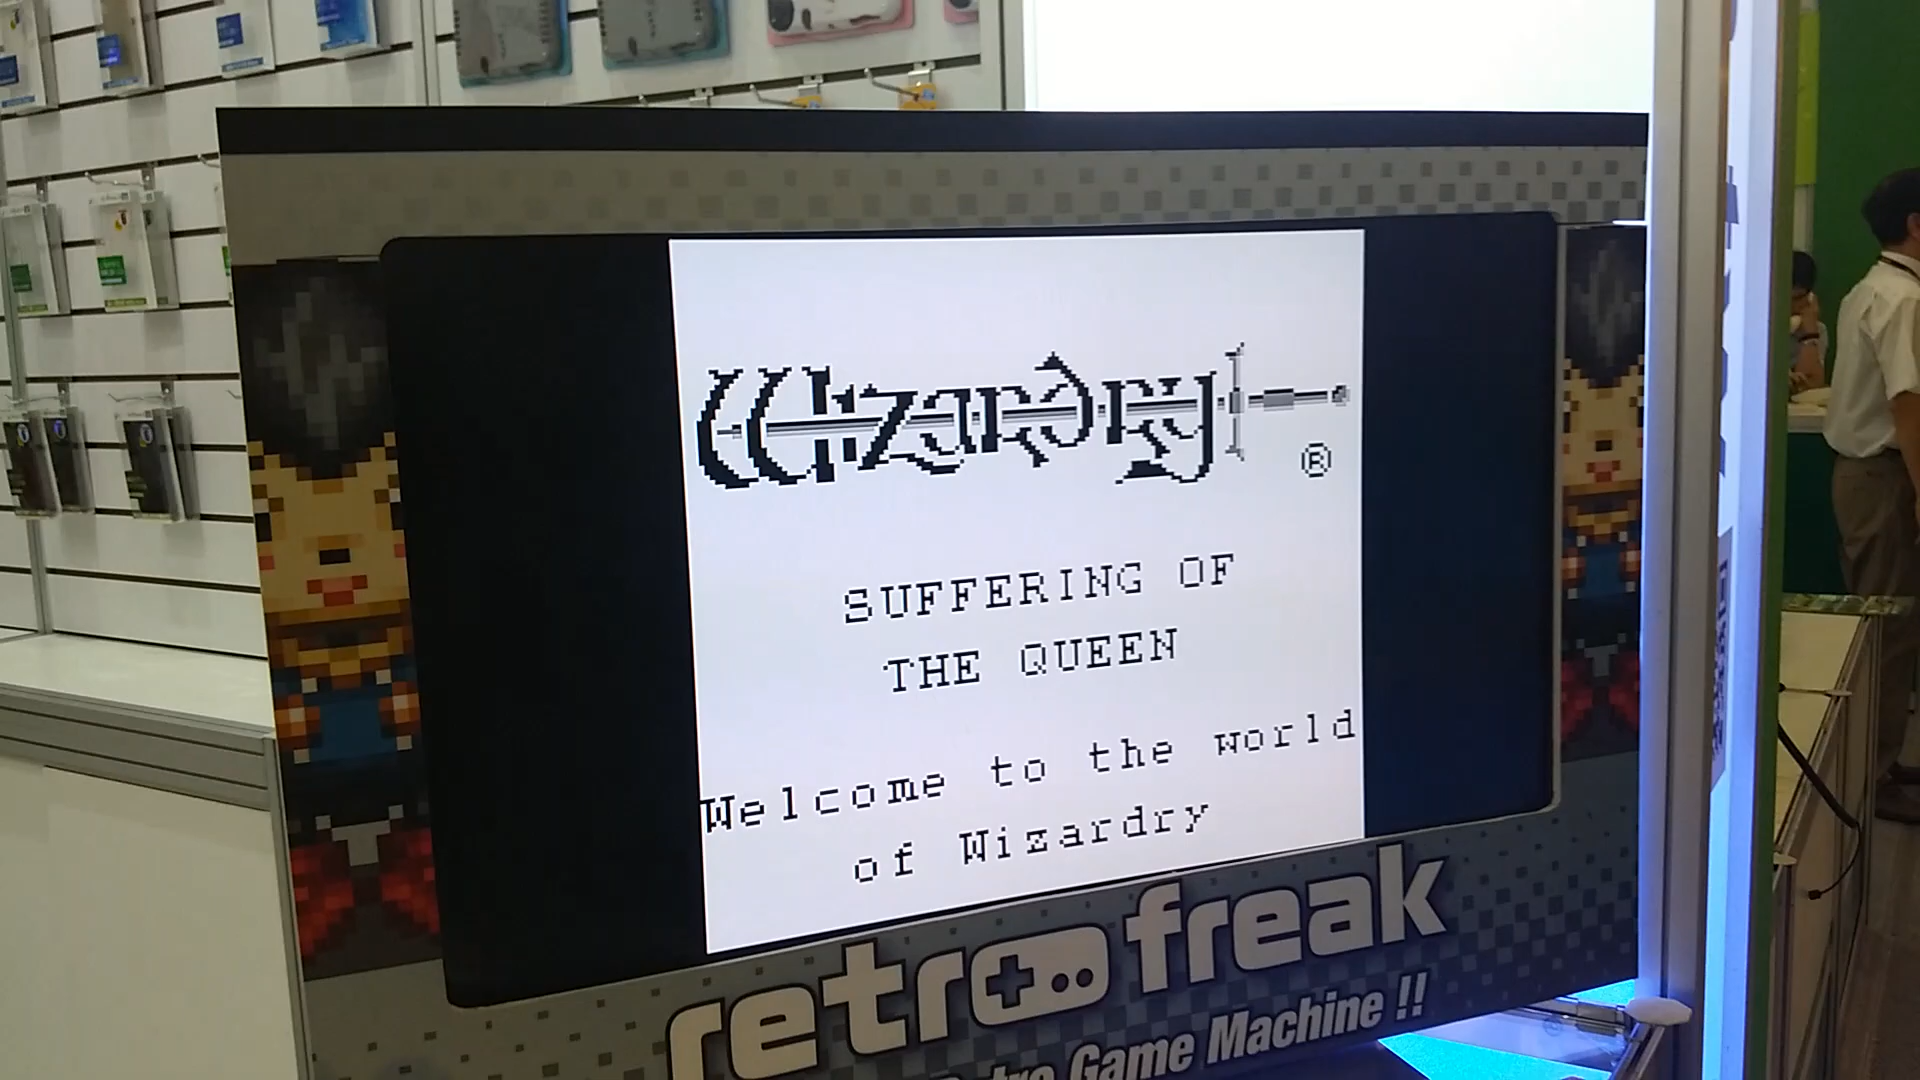 Wizardry
®
SUFFERING OF
THE QUEEN
Welcome to the world
of Wizardry
retro freak
Game Machine !!